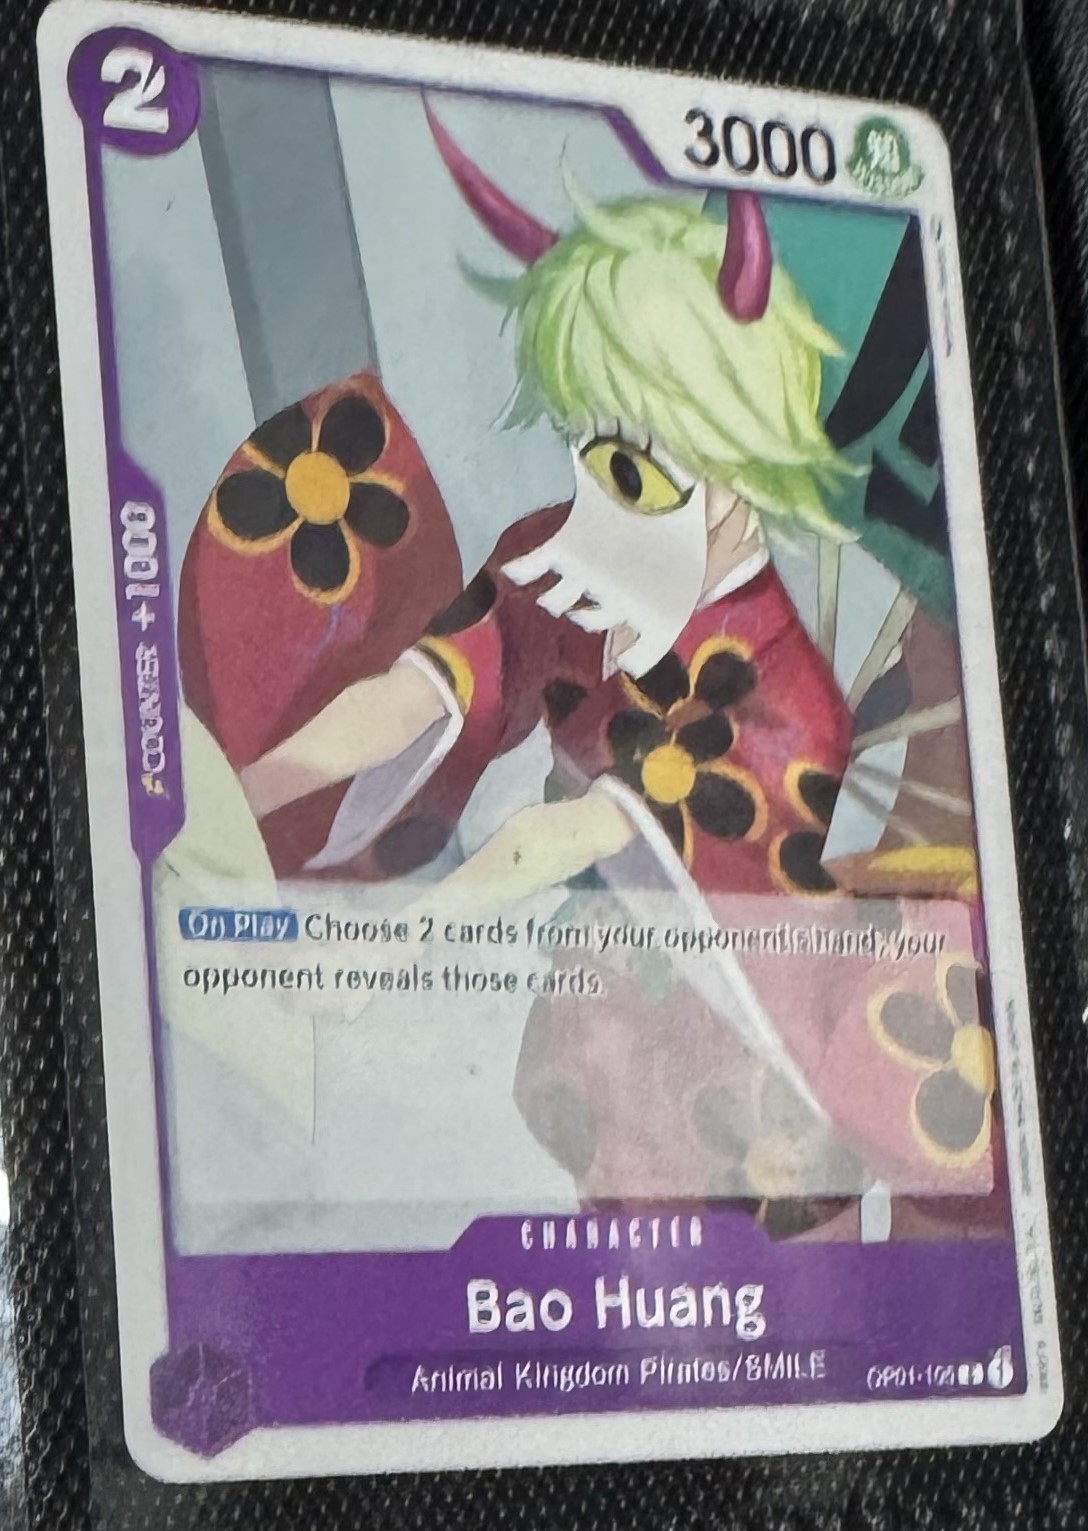 2
3000
COUNTER +1000
On Play Choose 2 cards from your opponent's hand; your
opponent reveals those cards.
CHARACTER
Bao Huang
Animal Kingdom Pirates/SMILE